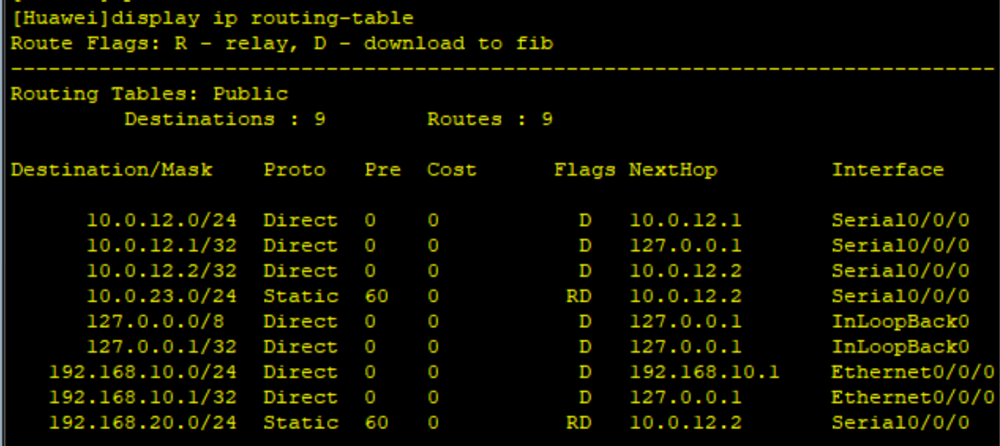 [Huawei]display ip routing-table
Route Flags: R - relay, D - download to fib
------------------------------------------------------------------------------
Routing Tables: Public
         Destinations : 9        Routes : 9

Destination/Mask    Proto   Pre  Cost      Flags NextHop         Interface

      10.0.12.0/24  Direct  0    0           D   10.0.12.1       Serial0/0/0
      10.0.12.1/32  Direct  0    0           D   127.0.0.1       Serial0/0/0
      10.0.12.2/32  Direct  0    0           D   10.0.12.2       Serial0/0/0
      10.0.23.0/24  Static  60   0          RD   10.0.12.2       Serial0/0/0
      127.0.0.0/8   Direct  0    0           D   127.0.0.1       InLoopBack0
      127.0.0.1/32  Direct  0    0           D   127.0.0.1       InLoopBack0
   192.168.10.0/24  Direct  0    0           D   192.168.10.1    Ethernet0/0/0
   192.168.10.1/32  Direct  0    0           D   127.0.0.1       Ethernet0/0/0
   192.168.20.0/24  Static  60   0          RD   10.0.12.2       Serial0/0/0